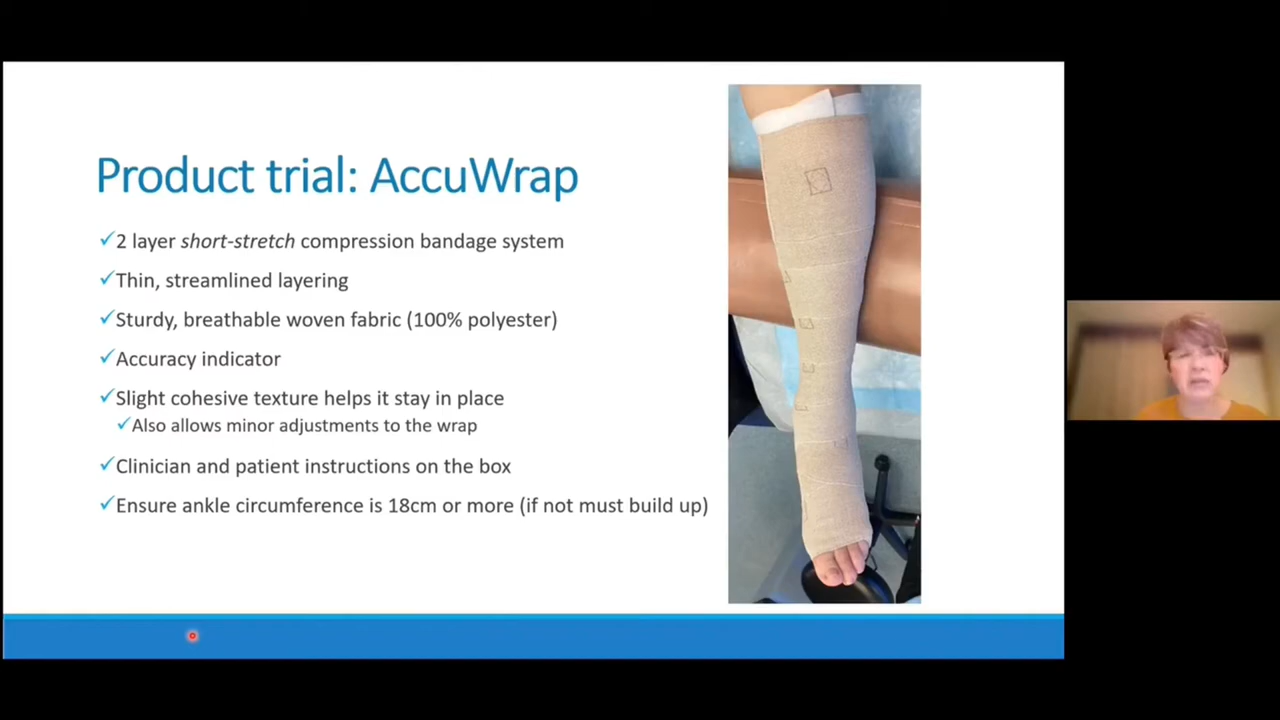 Product trial: AccuWrap
✓2 layer short-stretch compression bandage system
✓Thin, streamlined layering
✓Sturdy, breathable woven fabric (100% polyester)
✓Accuracy indicator
✓Slight cohesive texture helps it stay in place
✓Also allows minor adjustments to the wrap
✓Clinician and patient instructions on the box
✓Ensure ankle circumference is 18cm or more (if not must build up)